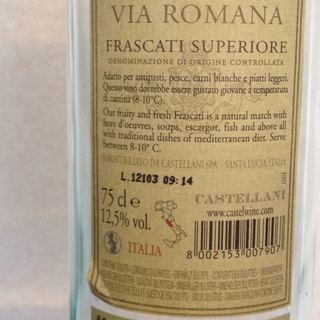 VIA ROMANA
FRASCATI SUPERIORE
DENOMINAZIONE DI ORIGINE CONTROLLATA
Adatto per antipasti, pesce, carni bianche e piatti leggeri.
Questo vino dovrebbe essere gustato giovane a temperatura
di cantina (8-10°C).
Our fruity and fresh Frascati is a natural match with
hors d'oeuvres, soups, escargot, fish and above all
with traditional dishes of mediterranean diet. Serve
between 8-10° C.
IMBOTTIGLIATO DA CASTELLANI SPA - SANTA LUCIA, ITALIA
L.12103 09:14
75 cl e
12,5% vol.
CASTELLANI
www.castelwine.com
ITALIA
8 002153 007907